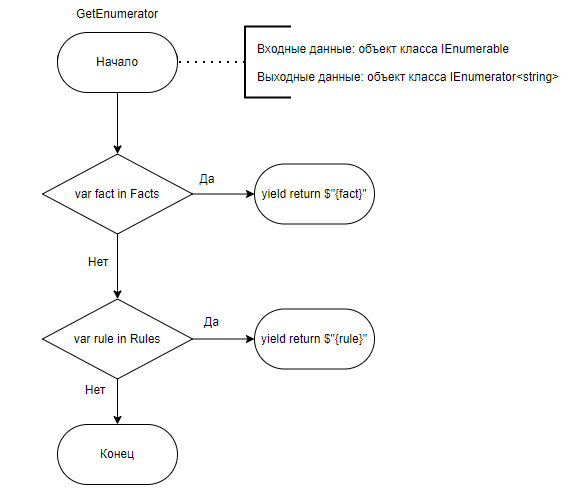 GetEnumerator
Начало
Входные данные: объект класса IEnumerable
Выходные данные: объект класса IEnumerator<string>
var fact in Facts
Да
yield return $"{fact}"
Нет
var rule in Rules
Да
yield return $"{rule}"
Нет
Конец